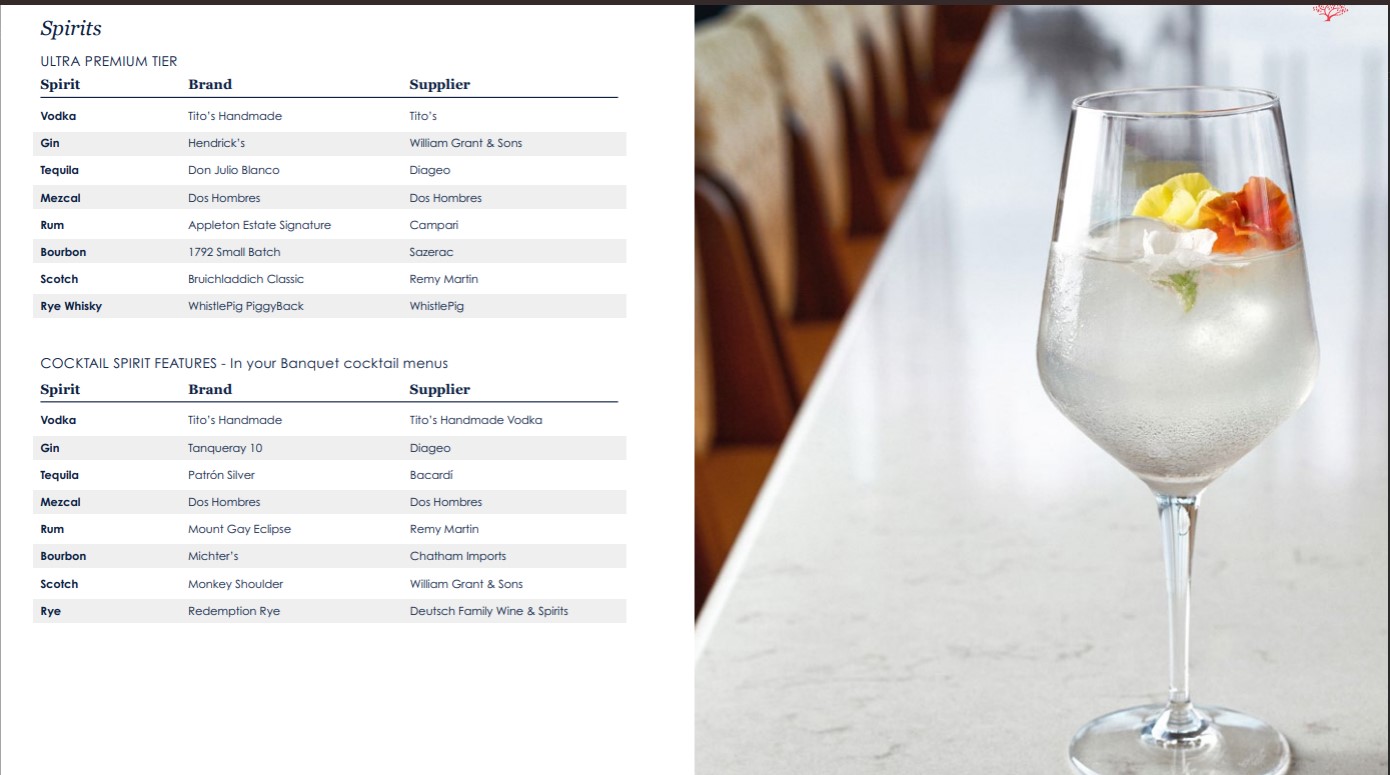 Spirits
ULTRA PREMIUM TIER
Spirit Brand Supplier
Vodka Tito's Handmade Tito's
Gin Hendrick's William Grant & Sons
Tequila Don Julio Blanco Diageo
Mezcal Dos Hombres Dos Hombres
Rum Appleton Estate Signature Campari
Bourbon 1792 Small Batch Sazerac
Scotch Bruichladdich Classic Remy Martin
Rye Whisky WhistlePig PiggyBack WhistlePig
COCKTAIL SPIRIT FEATURES - In your Banquet cocktail menus
Spirit Brand Supplier
Vodka Tito's Handmade Tito's Handmade Vodka
Gin Tanqueray 10 Diageo
Tequila Patrón Silver Bacardí
Mezcal Dos Hombres Dos Hombres
Rum Mount Gay Eclipse Remy Martin
Bourbon Michter's Chatham Imports
Scotch Monkey Shoulder William Grant & Sons
Rye Redemption Rye Deutsch Family Wine & Spirits